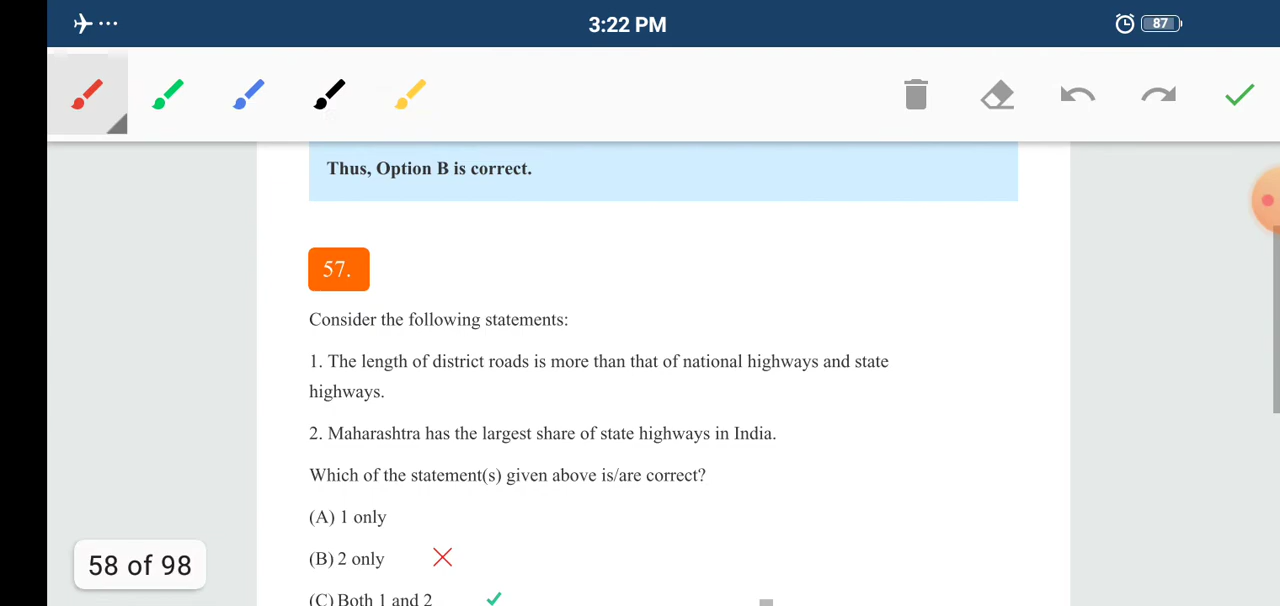 3:22 PM
87
Thus, Option B is correct.
57.
Consider the following statements:
1. The length of district roads is more than that of national highways and state
highways.
2. Maharashtra has the largest share of state highways in India.
Which of the statement(s) given above is/are correct?
(A) 1 only
(B) 2 only
58 of 98
(C) Both 1 and 2